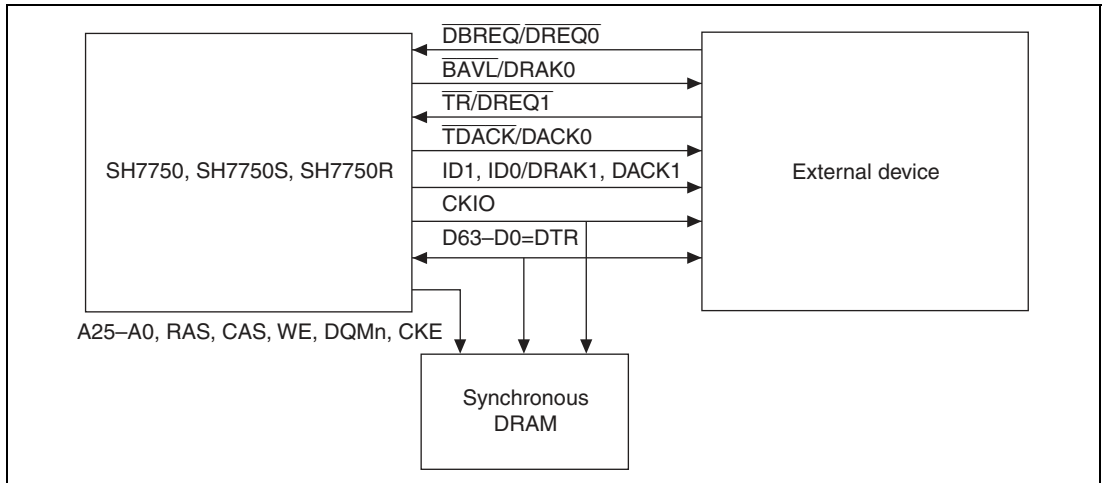 DBREQ/DREQ0
BAVL/DRAK0
TR/DREQ1
TDACK/DACK0
SH7750, SH7750S, SH7750R
ID1, ID0/DRAK1, DACK1
External device
CKIO
D63–D0=DTR
A25–A0, RAS, CAS, WE, DQMn, CKE
Synchronous
DRAM